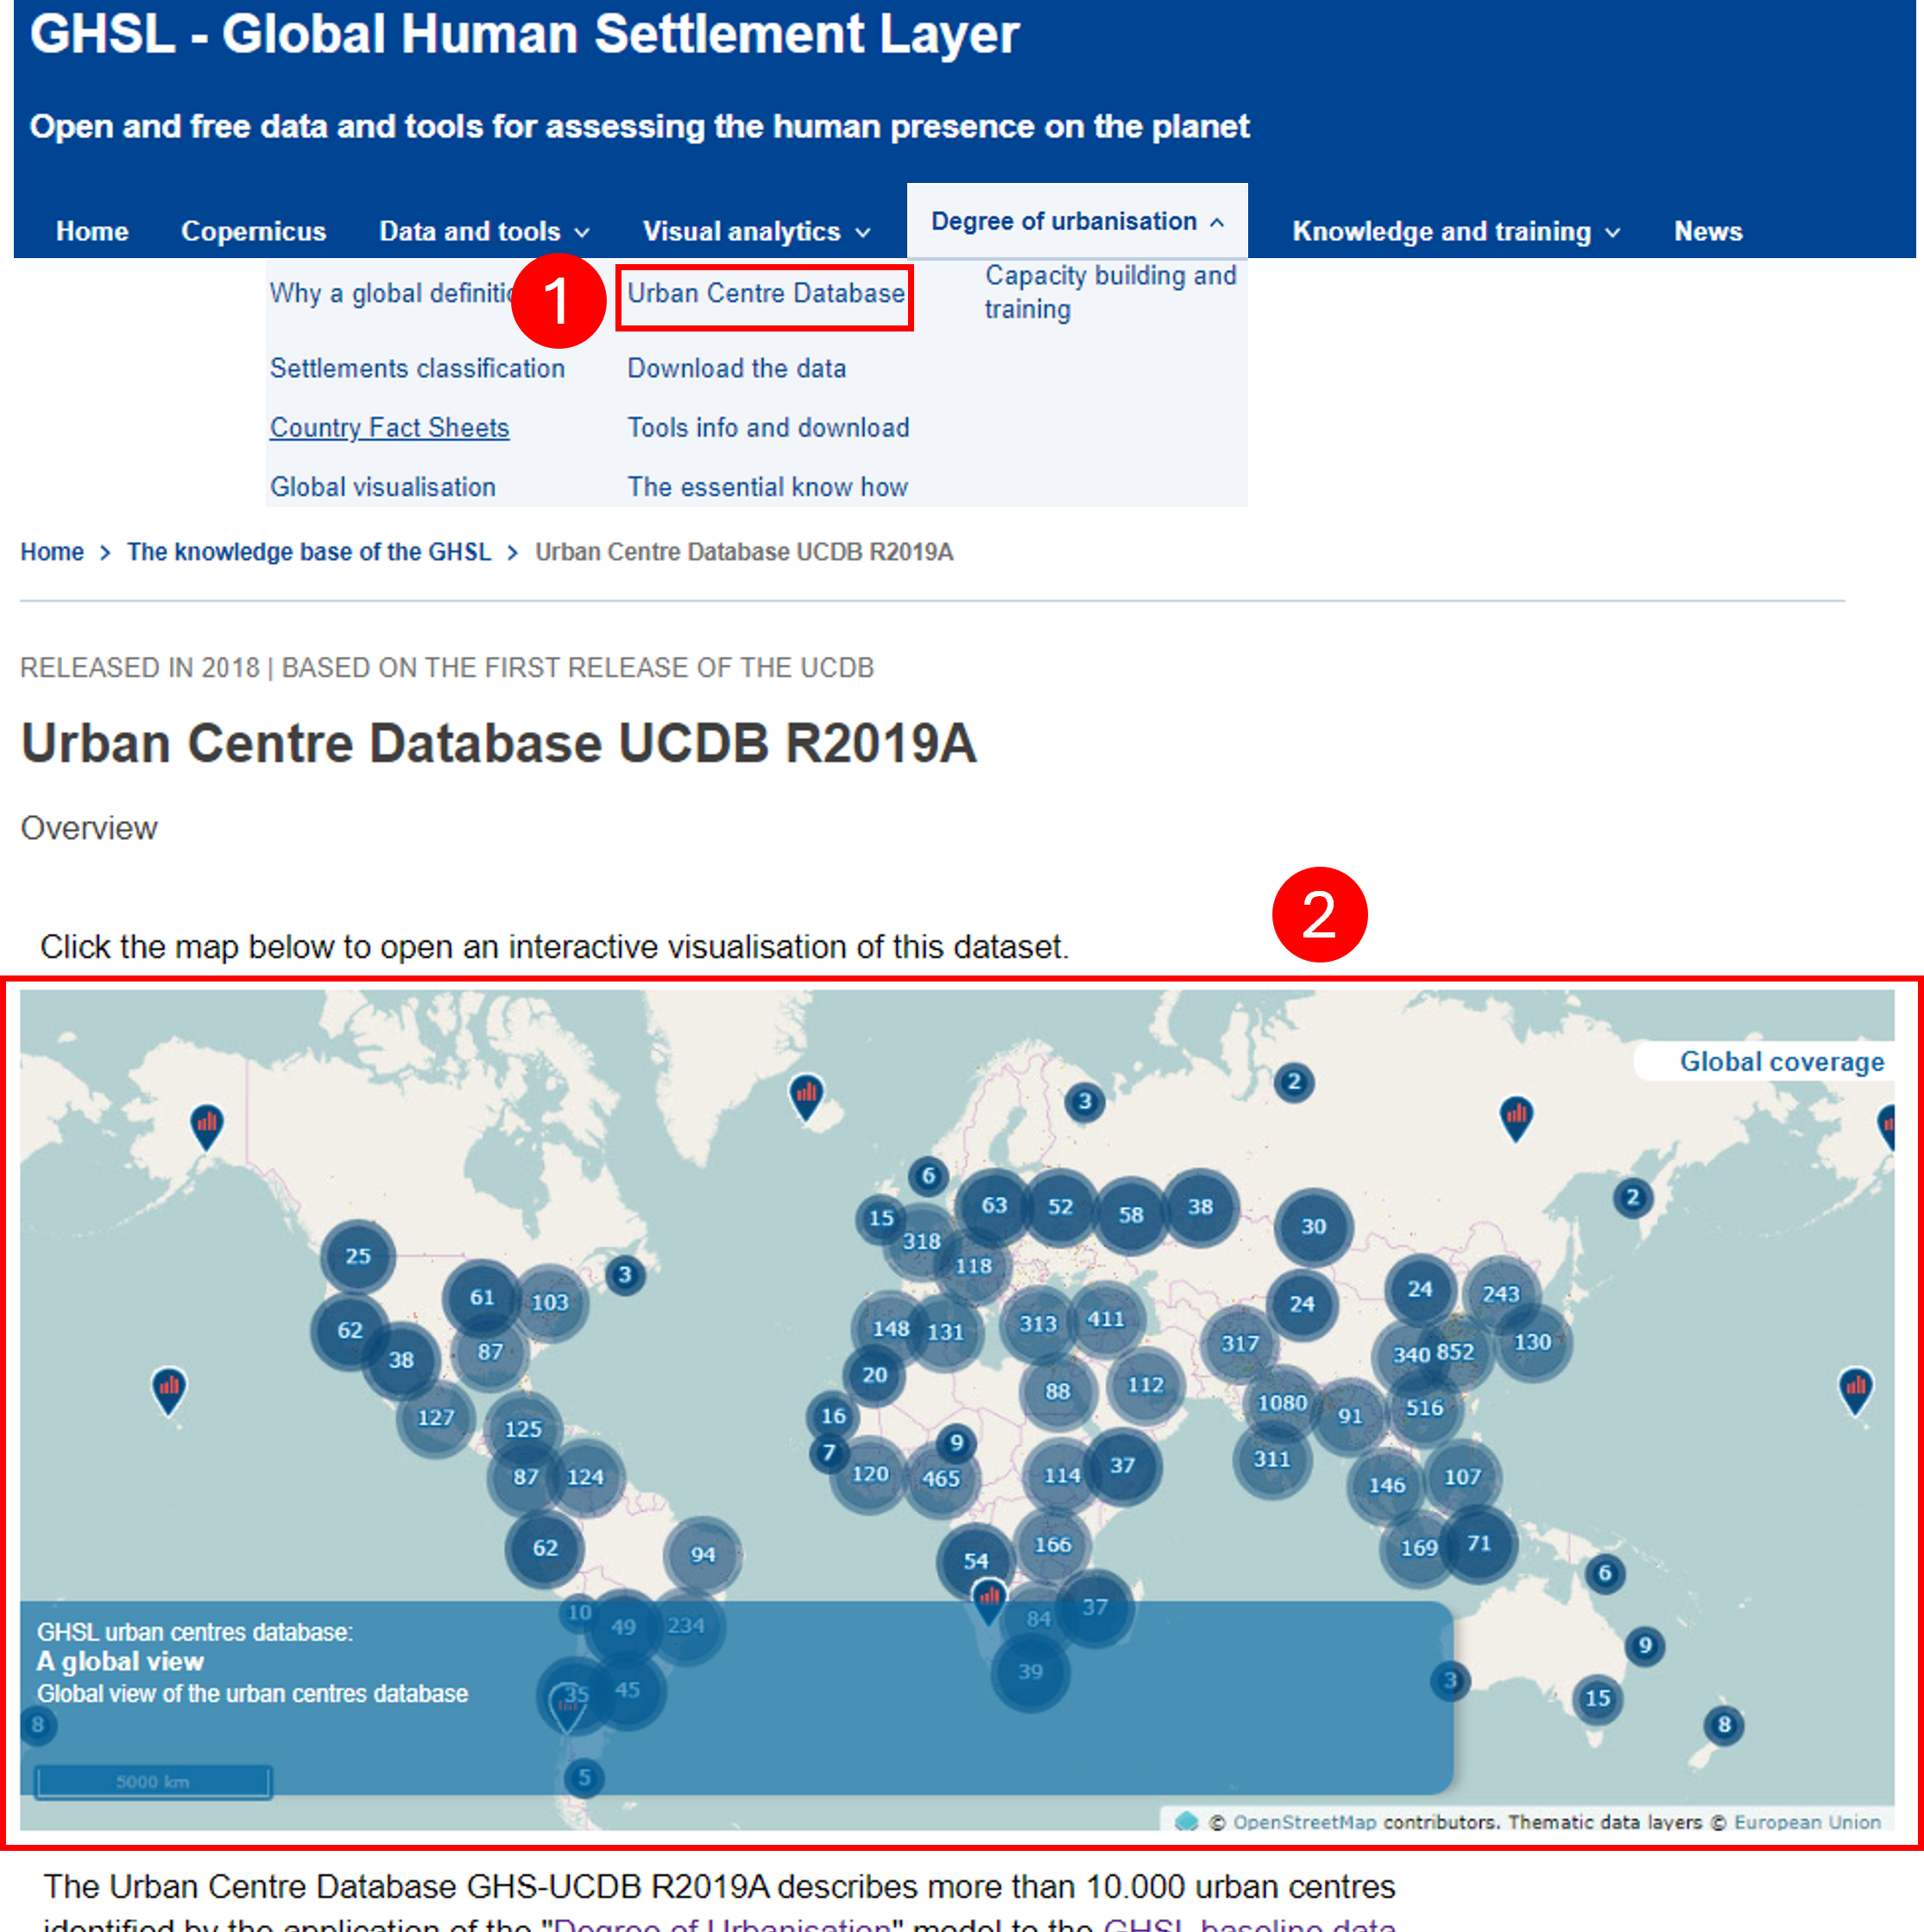 GHSL - Global Human Settlement Layer
Open and free data and tools for assessing the human presence on the planet
Home Copernicus Data and tools Visual analytics Degree of urbanisation Knowledge and training News
Why a global 1 Urban Centre Database Capacity building and
training
Settlements classification Download the data
Country Fact Sheets Tools info and download
Global visualisation The essential know how
Home > The knowledge base of the GHSL > Urban Centre Database UCDB R2019A
RELEASED IN 2018 | BASED ON THE FIRST RELEASE OF THE UCDB
Urban Centre Database UCDB R2019A
Overview
2
Click the map below to open an interactive visualisation of this dataset.
Global coverage
2
3
6
2
63 52 58 38
15
30
318
25
118
3
61 103
24 243
24
148 131 313 411
62
317 130
87
38
340 852
20
88 112
1080
91 516
16
127
125
9
7
120 465 114 37
311
87 124
146 107
62
94
54 166
169 71
6
10 49 234
84 37
GHSL urban centres database:
A global view
Global view of the urban centres database
39
9
35 45
3
15
8
8
5000 km
5
© OpenStreetMap contributors. Thematic data layers © European Union
The Urban Centre Database GHS-UCDB R2019A describes more than 10.000 urban centres
identified by the application of the "Degree of Urbanisation" model to the GHSL baseline data